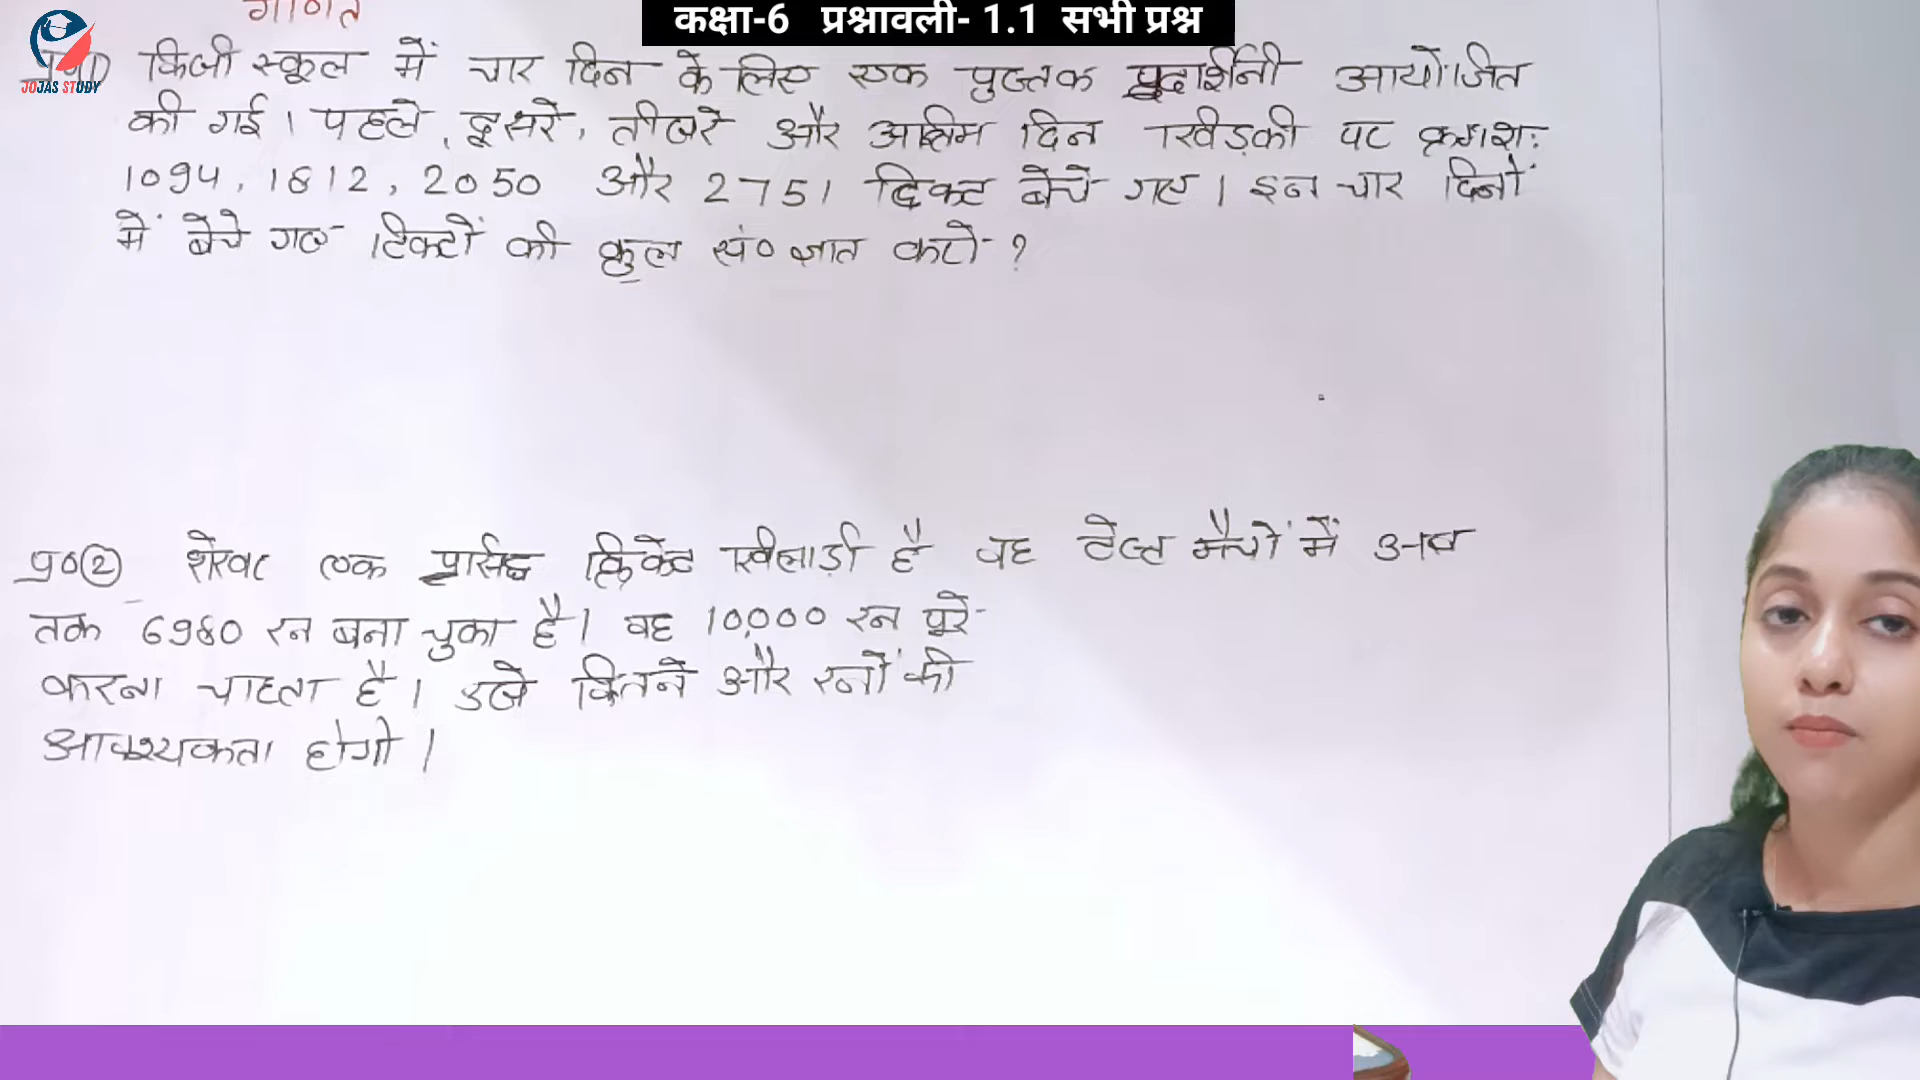 गणित
कक्षा-6 प्रश्नावली- 1.1 सभी प्रश्न
JOJAS STUDY
किसी स्कूल में चार दिन के लिए एक पुस्तक प्रदर्शिनी आयोजित
की गई। पहले, दूसरे, तीसरे और अंतिम दिन खिड़की पर क्रमशः
1094, 1812, 2050 और 2751 टिकट बेचे गए। इन चार दिनों
में बेचे गए टिकटों की कुल सं० ज्ञात करो?
प्र०② शेखर एक प्रसिद्ध क्रिकेट खिलाड़ी है वह टेस्ट मैचों में अब
तक 6980 रन बना चुका है। वह 10,000 रन पूरे
करना चाहता है। उसे कितने और रनों की
आवश्यकता होगी।